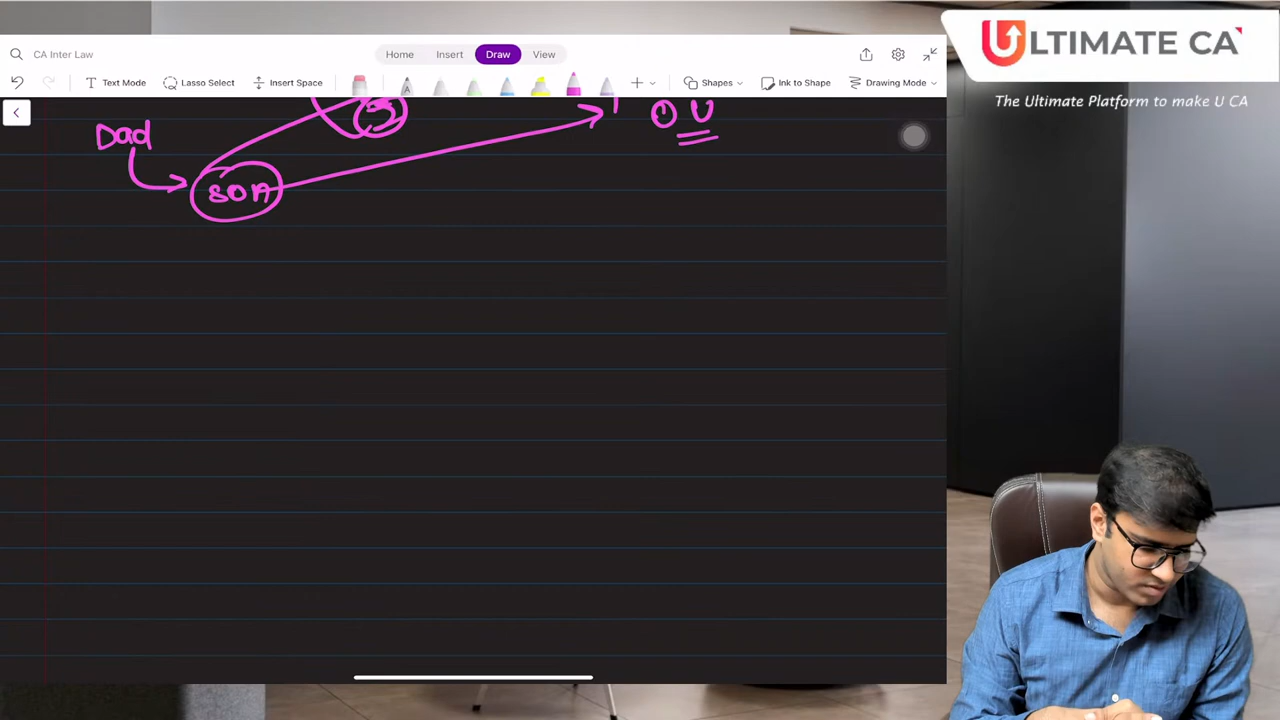 ULTIMATE CA
The Ultimate Platform to make U CA
CA Inter Law
Home Insert Draw View
Text Mode Lasso Select Insert Space Shapes Ink to Shape Drawing Mode
Dad
U